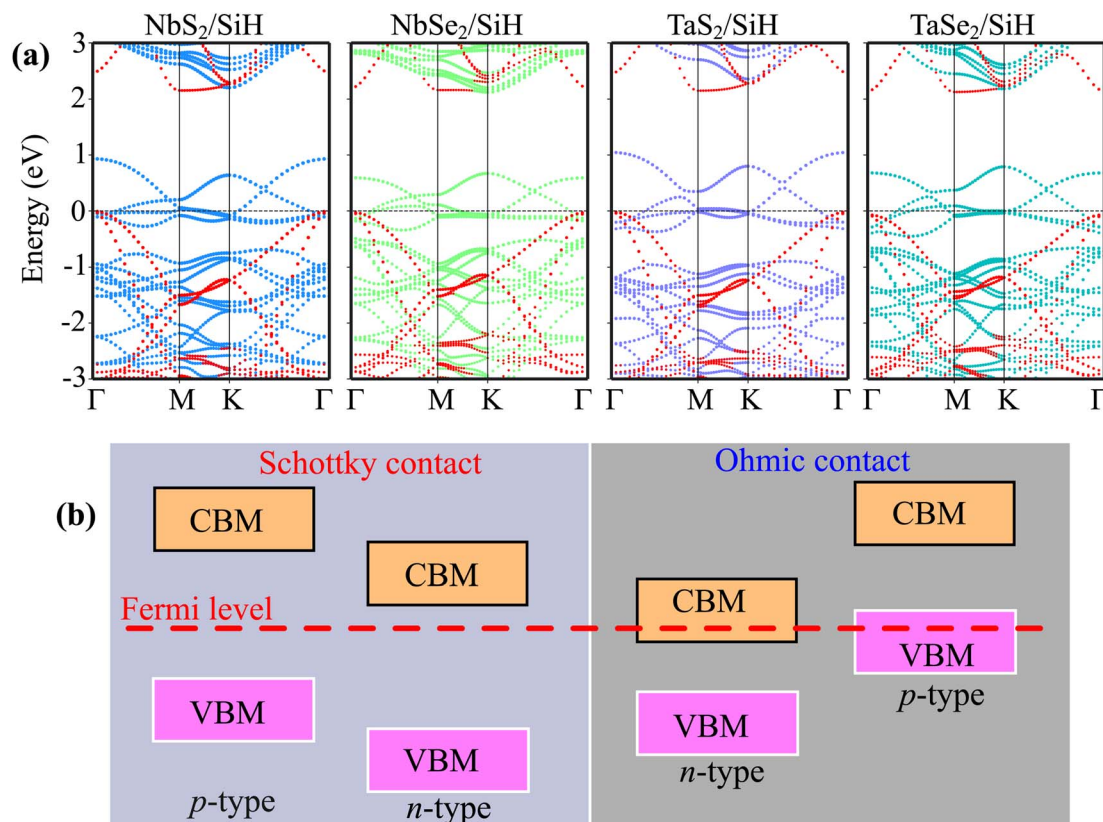 (a)
NbS₂/SiH NbSe₂/SiH TaS₂/SiH TaSe₂/SiH
Energy (eV)
3
2
1
0
-1
-2
-3
Γ M K Γ Γ M K Γ Γ M K Γ Γ M K Γ
(b)
Schottky contact
Ohmic contact
CBM
CBM
CBM
CBM
Fermi level
VBM
p-type
VBM
n-type
VBM
n-type
VBM
p-type